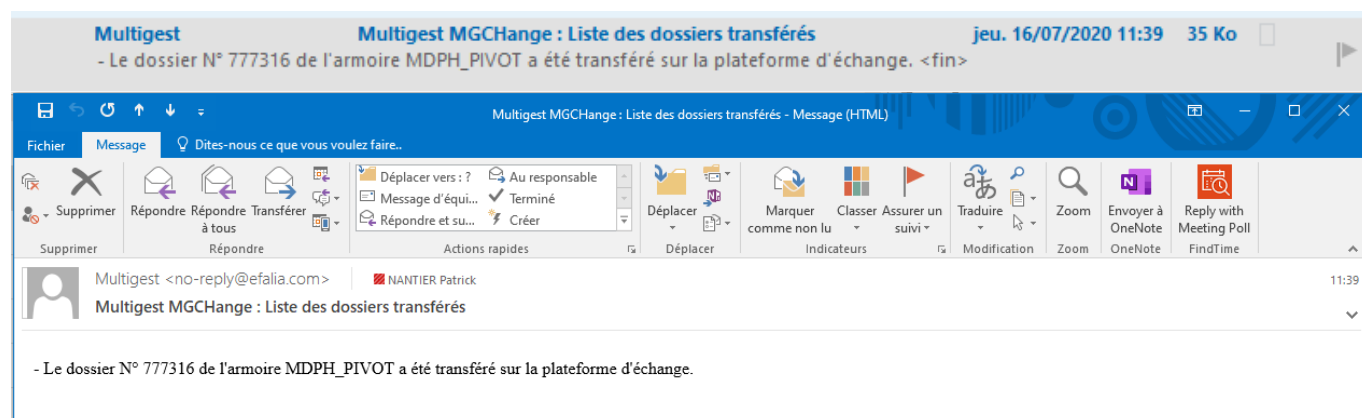 Multigest Multigest MGCHange : Liste des dossiers transférés jeu. 16/07/2020 11:39 35 Ko
- Le dossier N° 777316 de l'armoire MDPH_PIVOT a été transféré sur la plateforme d'échange. <fin>
Multigest MGCHange : Liste des dossiers transférés - Message (HTML)
Fichier Message Dites-nous ce que vous voulez faire..
Supprimer
Répondre Répondre à tous Transférer
Déplacer vers : ? Au responsable
Message d'équi... Terminé
Répondre et su... Créer
Déplacer
Marquer comme non lu
Classer Assurer un suivi
Traduire
Zoom
Envoyer à OneNote
Reply with Meeting Poll
Supprimer Répondre Actions rapides Déplacer Indicateurs Modification Zoom OneNote FindTime
Multigest <no-reply@efalia.com> NANTIER Patrick 11:39
Multigest MGCHange : Liste des dossiers transférés
- Le dossier N° 777316 de l'armoire MDPH_PIVOT a été transféré sur la plateforme d'échange.